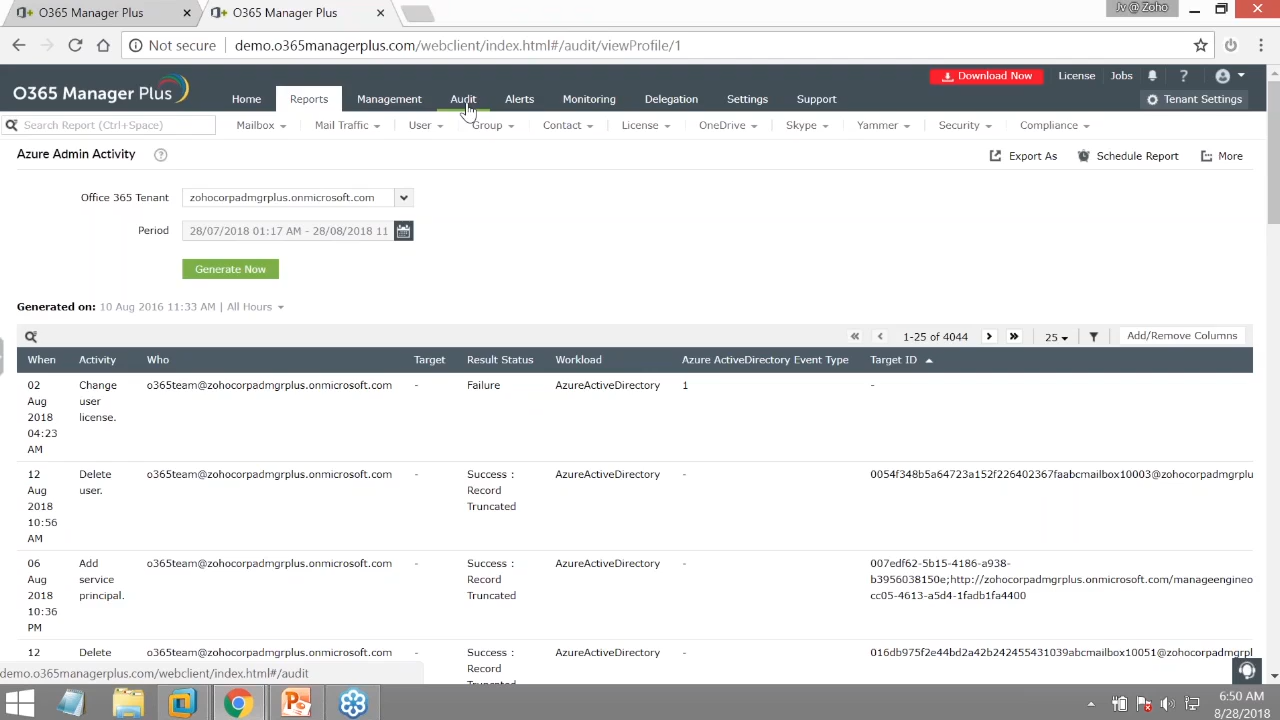 O365 Manager Plus × O365 Manager Plus × Jv @ Zoho
Not secure demo.o365managerplus.com/webclient/index.html#/audit/viewProfile/1
Download Now License Jobs ?
O365 Manager Plus Home Reports Management Audit Alerts Monitoring Delegation Settings Support Tenant Settings
Search Report (Ctrl+Space) Mailbox Mail Traffic User Group Contact License OneDrive Skype Yammer Security Compliance
Azure Admin Activity ? Export As Schedule Report More
Office 365 Tenant zohocorpadmgrplus.onmicrosoft.com
Period 28/07/2018 01:17 AM - 28/08/2018 11
Generate Now
Generated on: 10 Aug 2016 11:33 AM | All Hours
1-25 of 4044 25 Add/Remove Columns
When Activity Who Target Result Status Workload Azure ActiveDirectory Event Type Target ID
02 Change o365team@zohocorpadmgrplus.onmicrosoft.com - Failure AzureActiveDirectory 1 -
Aug user
2018 license.
04:23
AM
12 Delete o365team@zohocorpadmgrplus.onmicrosoft.com - Success : AzureActiveDirectory - 0054f348b5a64723a152f226402367faabcmailbox10003@zohocorpadmgrplu
Aug user. Record
2018 Truncated
10:56
AM
06 Add o365team@zohocorpadmgrplus.onmicrosoft.com - Success : AzureActiveDirectory - 007edf62-5b15-4186-a938-
Aug service Record b3956038150e;http://zohocorpadmgrplus.onmicrosoft.com/manageengineo
2018 principal. Truncated cc05-4613-a5d4-1fadb1fa4400
10:36
PM
12 Delete o365team@zohocorpadmgrplus.onmicrosoft.com - Success : AzureActiveDirectory - 016db975f2e44bd2a42b242455431039abcmailbox10051@zohocorpadmgrpl
Aug user. Record
2018 Truncated
demo.o365managerplus.com/webclient/index.html#/audit
6:50 AM
8/28/2018